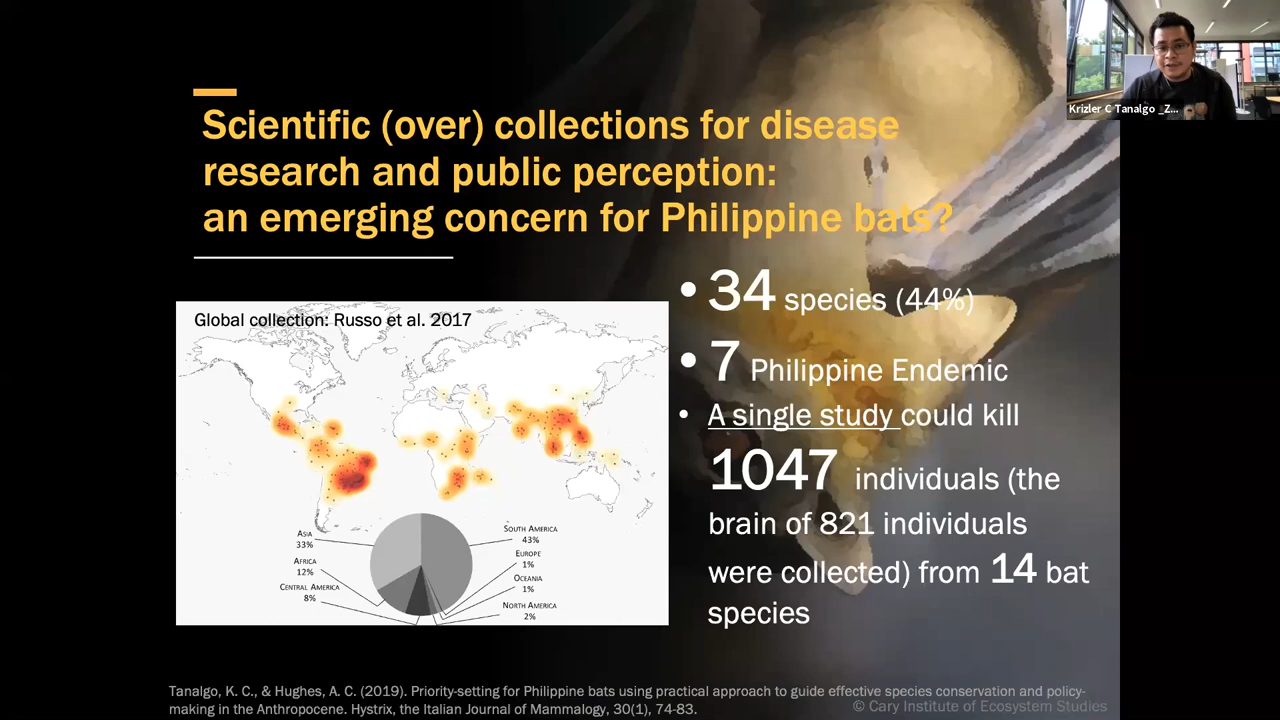 Krizler C Tanalgo _Z...
Scientific (over) collections for disease
research and public perception:
an emerging concern for Philippine bats?
Global collection: Russo et al. 2017
Asia
33%
Africa
12%
Central America
8%
South America
43%
Europe
1%
Oceania
1%
North America
2%
• 34 species (44%)
• 7 Philippine Endemic
• A single study could kill
1047 individuals (the
brain of 821 individuals
were collected) from 14 bat
species
Tanalgo, K. C., & Hughes, A. C. (2019). Priority-setting for Philippine bats using practical approach to guide effective species conservation and policy-
making in the Anthropocene. Hystrix, the Italian Journal of Mammalogy, 30(1), 74-83.
© Cary Institute of Ecosystem Studies